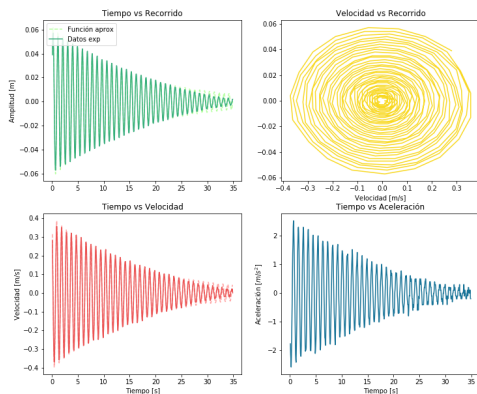 Tiempo vs Recorrido
Función aprox
Datos exp
Amplitud [m]
0.06
0.04
0.02
0.00
−0.02
−0.04
−0.06
0 5 10 15 20 25 30 35
Velocidad vs Recorrido
0.06
0.04
0.02
0.00
−0.02
−0.04
−0.06
−0.4 −0.3 −0.2 −0.1 0.0 0.1 0.2 0.3
Velocidad [m/s]
Tiempo vs Velocidad
Velocidad [m/s]
0.4
0.3
0.2
0.1
0.0
−0.1
−0.2
−0.3
−0.4
0 5 10 15 20 25 30 35
Tiempo [s]
Tiempo vs Aceleración
Aceleración [m/s²]
2
1
0
−1
−2
0 5 10 15 20 25 30 35
Tiempo [s]